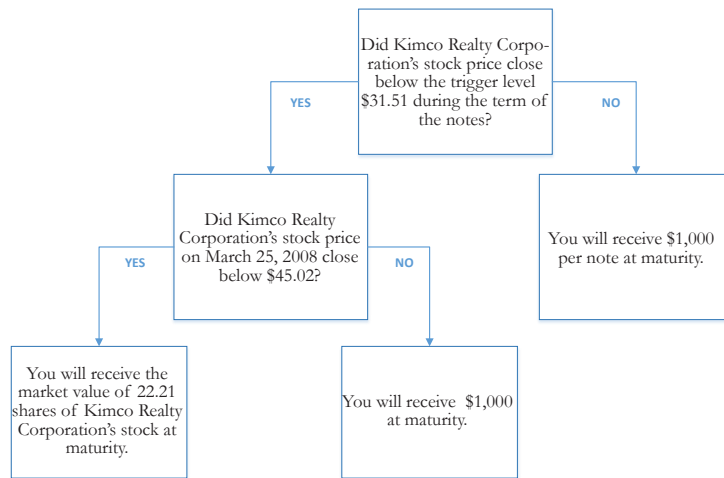 Did Kimco Realty Corpo-
ration's stock price close
below the trigger level
$31.51 during the term of
the notes?
YES
NO
Did Kimco Realty
Corporation's stock price
on March 25, 2008 close
below $45.02?
You will receive $1,000
per note at maturity.
YES
NO
You will receive the
market value of 22.21
shares of Kimco Realty
Corporation's stock at
maturity.
You will receive $1,000
at maturity.